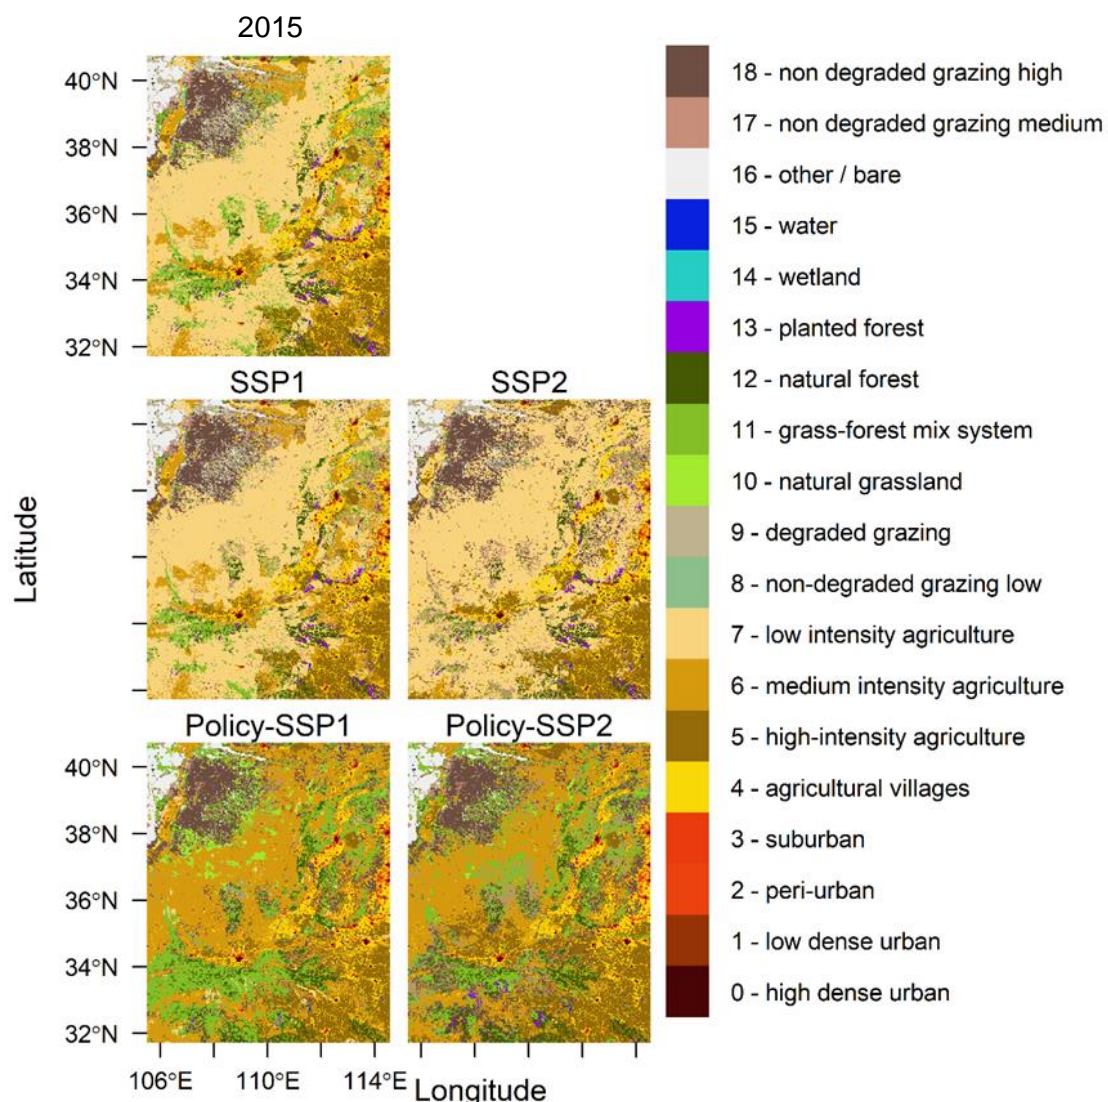 2015
40°N
38°N
36°N
34°N
32°N
SSP1
SSP2
Policy-SSP1
Policy-SSP2
40°N
38°N
36°N
34°N
32°N
106°E
110°E
114°E
Longitude
Latitude
18 - non degraded grazing high
17 - non degraded grazing medium
16 - other / bare
15 - water
14 - wetland
13 - planted forest
12 - natural forest
11 - grass-forest mix system
10 - natural grassland
9 - degraded grazing
8 - non-degraded grazing low
7 - low intensity agriculture
6 - medium intensity agriculture
5 - high-intensity agriculture
4 - agricultural villages
3 - suburban
2 - peri-urban
1 - low dense urban
0 - high dense urban